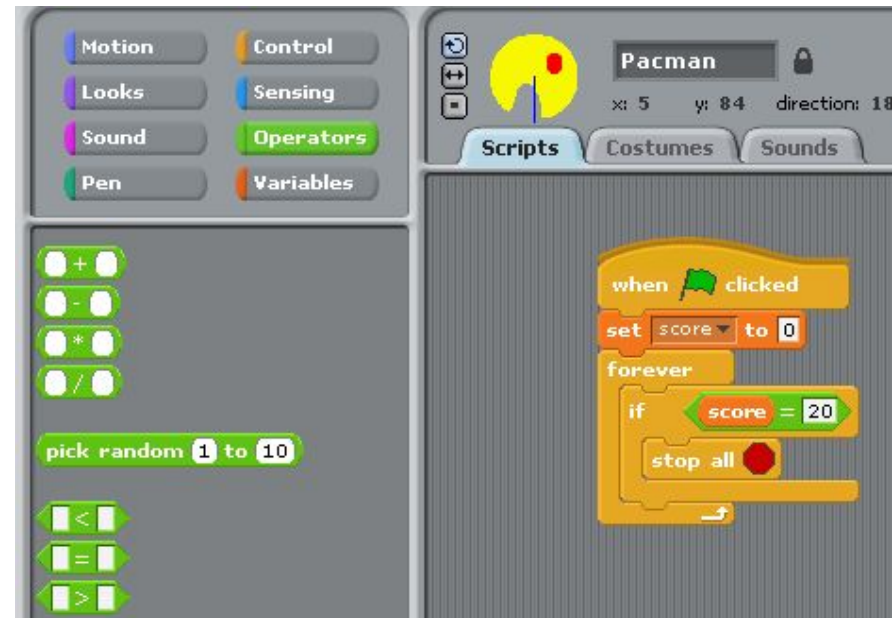 Motion Control
Looks Sensing
Sound Operators
Pen Variables
+
-
*
/
pick random 1 to 10
<
=
>
Pacman
x: 5 y: 84 direction: 18
Scripts Costumes Sounds
when clicked
set score to 0
forever
if score = 20
stop all